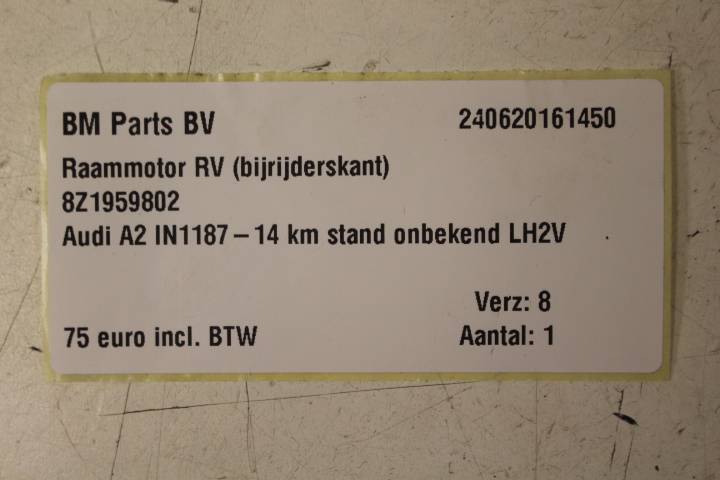 BM Parts BV 240620161450
Raammotor RV (bijrijderskant)
8Z1959802
Audi A2 IN1187 – 14 km stand onbekend LH2V
Verz: 8
75 euro incl. BTW Aantal: 1